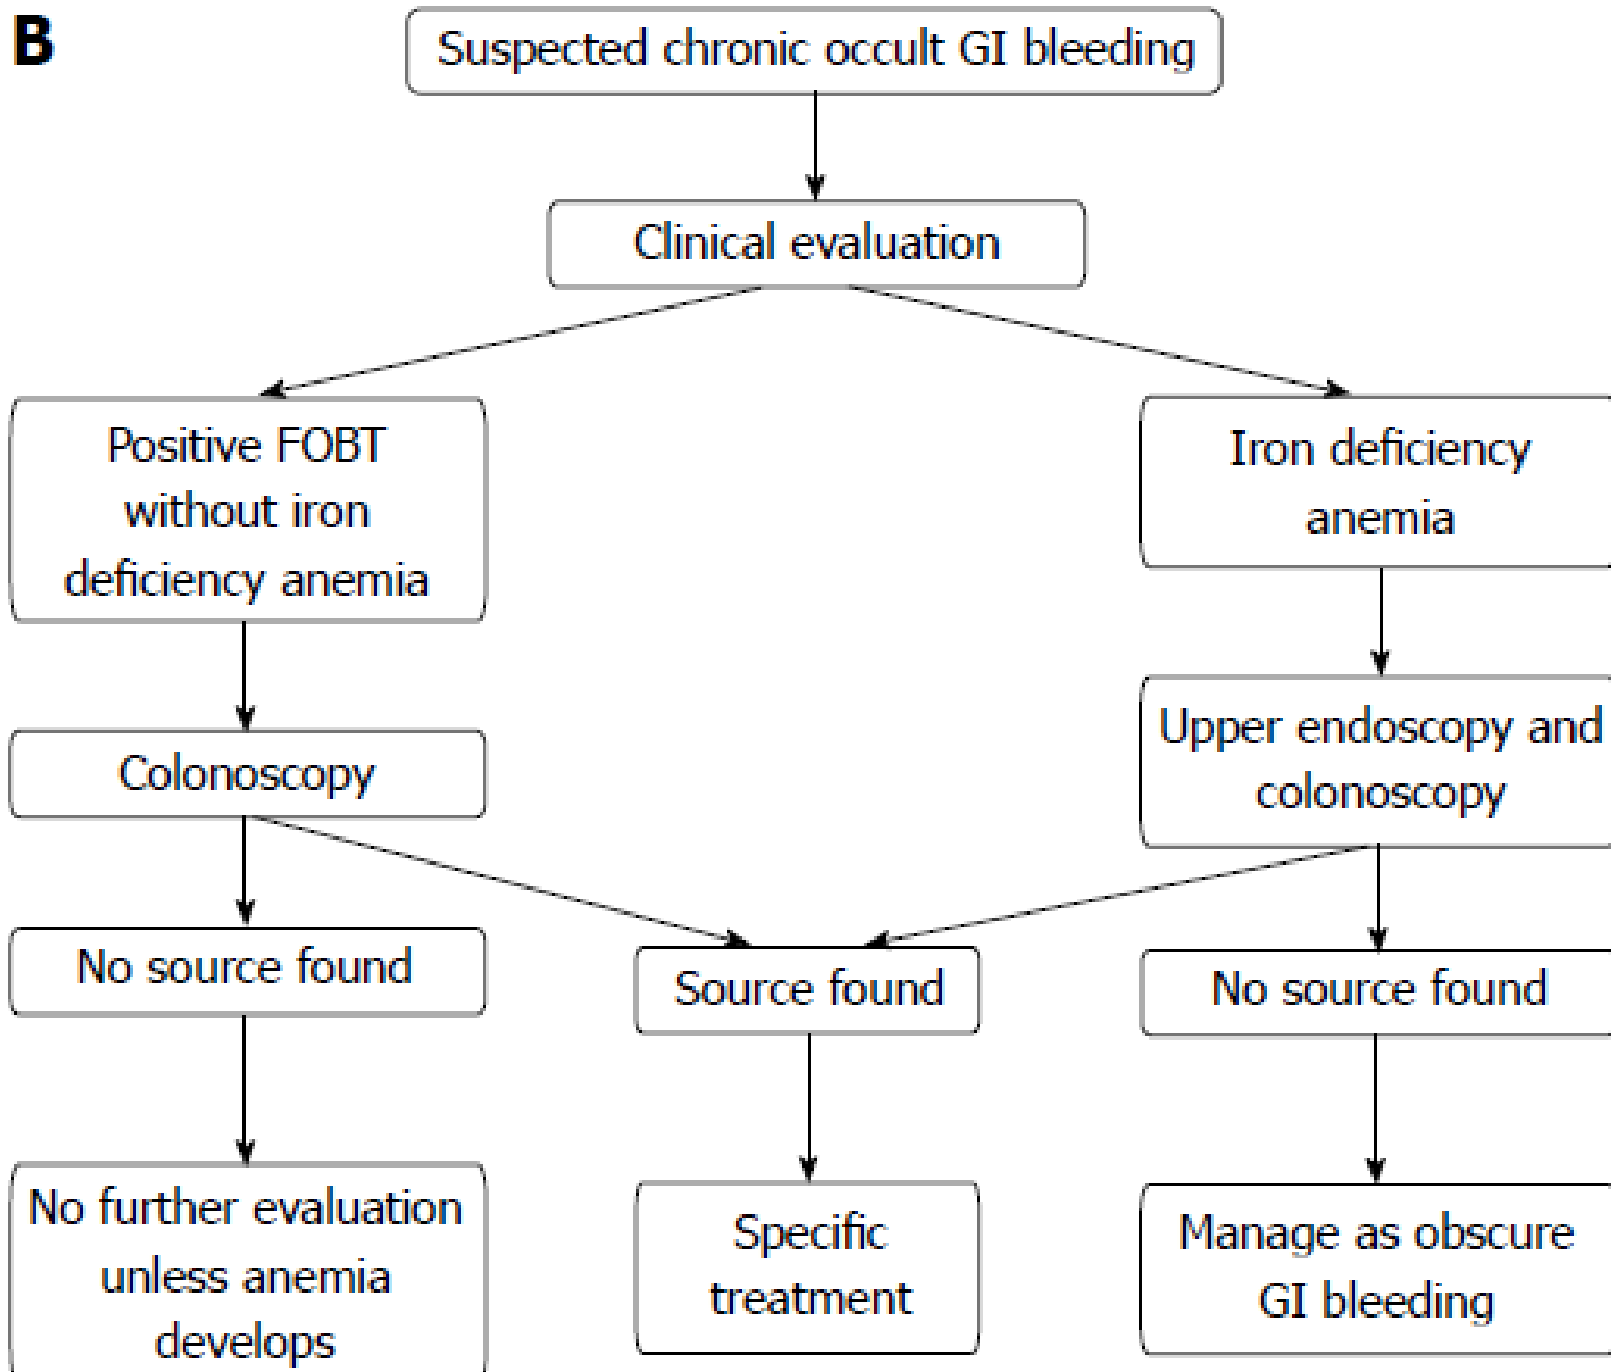 B
Suspected chronic occult GI bleeding
Clinical evaluation
Positive FOBT
without iron
deficiency anemia
Iron deficiency
anemia
Colonoscopy
Upper endoscopy and
colonoscopy
No source found
Source found
No source found
No further evaluation
unless anemia
develops
Specific
treatment
Manage as obscure
GI bleeding